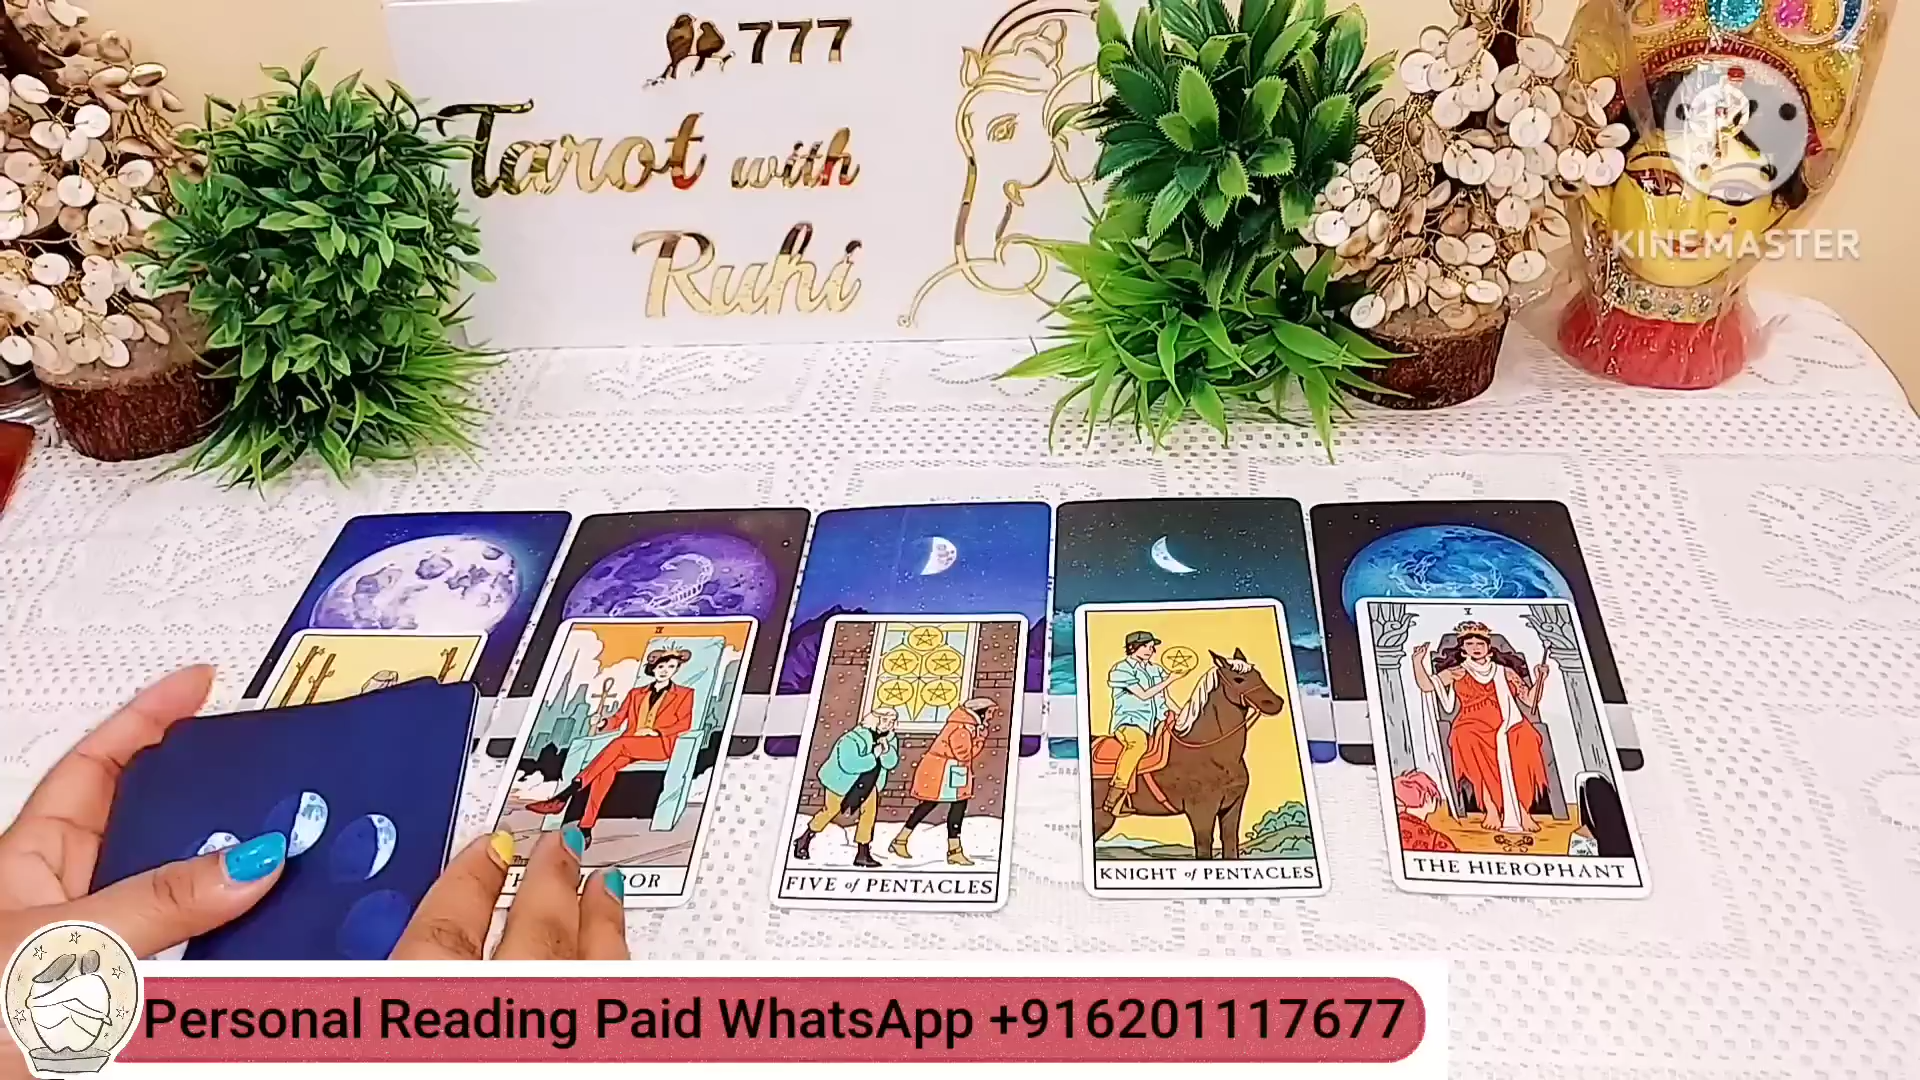 777
Tarot with
Ruhi
KINEMASTER
V
FIVE of PENTACLES
KNIGHT of PENTACLES
THE HIEROPHANT
Personal Reading Paid WhatsApp +916201117677